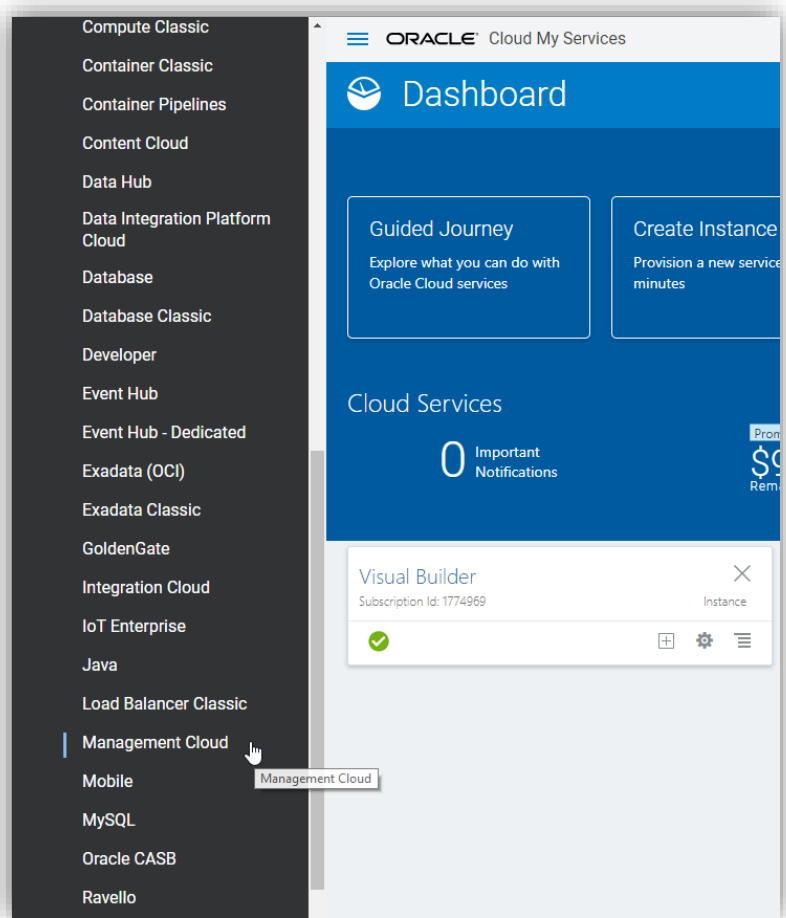 Compute Classic
Container Classic
Container Pipelines
Content Cloud
Data Hub
Data Integration Platform
Cloud
Database
Database Classic
Developer
Event Hub
Event Hub - Dedicated
Exadata (OCI)
Exadata Classic
GoldenGate
Integration Cloud
IoT Enterprise
Java
Load Balancer Classic
Management Cloud
Management Cloud
Mobile
MySQL
Oracle CASB
Ravello
ORACLE Cloud My Services
Dashboard
Guided Journey
Explore what you can do with
Oracle Cloud services
Create Instance
Provision a new service
minutes
Cloud Services
0 Important
Notifications
$9
Visual Builder
Subscription Id: 1774969
Instance